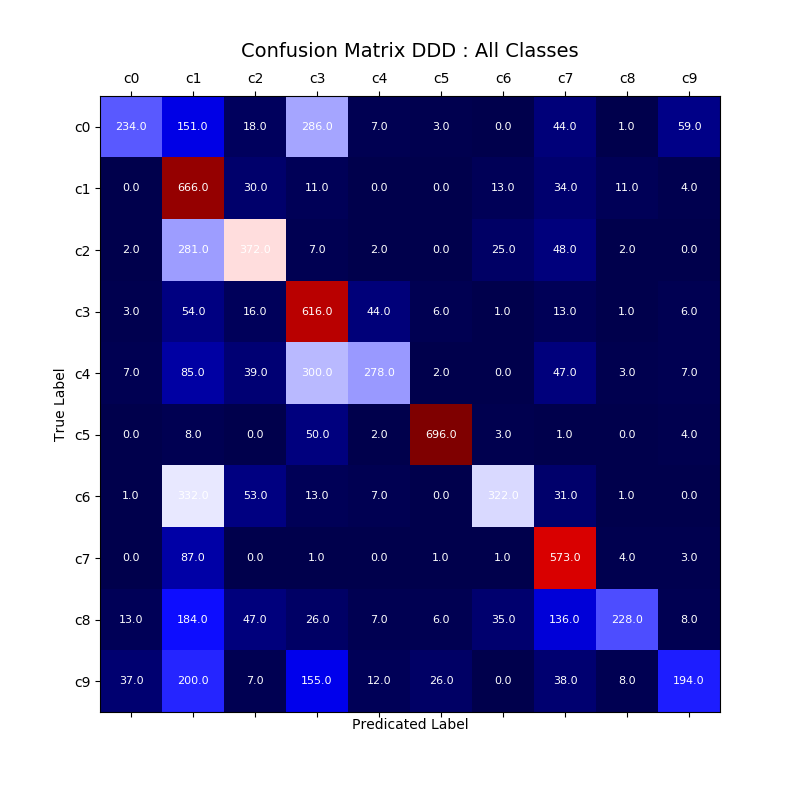 Confusion Matrix DDD : All Classes
c0 c1 c2 c3 c4 c5 c6 c7 c8 c9
c0 234.0 151.0 18.0 286.0 7.0 3.0 0.0 44.0 1.0 59.0
c1 0.0 666.0 30.0 11.0 0.0 0.0 13.0 34.0 11.0 4.0
c2 2.0 281.0 372.0 7.0 2.0 0.0 25.0 48.0 2.0 0.0
c3 3.0 54.0 16.0 616.0 44.0 6.0 1.0 13.0 1.0 6.0
c4 7.0 85.0 39.0 300.0 278.0 2.0 0.0 47.0 3.0 7.0
c5 0.0 8.0 0.0 50.0 2.0 696.0 3.0 1.0 0.0 4.0
c6 1.0 332.0 53.0 13.0 7.0 0.0 322.0 31.0 1.0 0.0
c7 0.0 87.0 0.0 1.0 0.0 1.0 1.0 573.0 4.0 3.0
c8 13.0 184.0 47.0 26.0 7.0 6.0 35.0 136.0 228.0 8.0
c9 37.0 200.0 7.0 155.0 12.0 26.0 0.0 38.0 8.0 194.0
True Label
Predicated Label